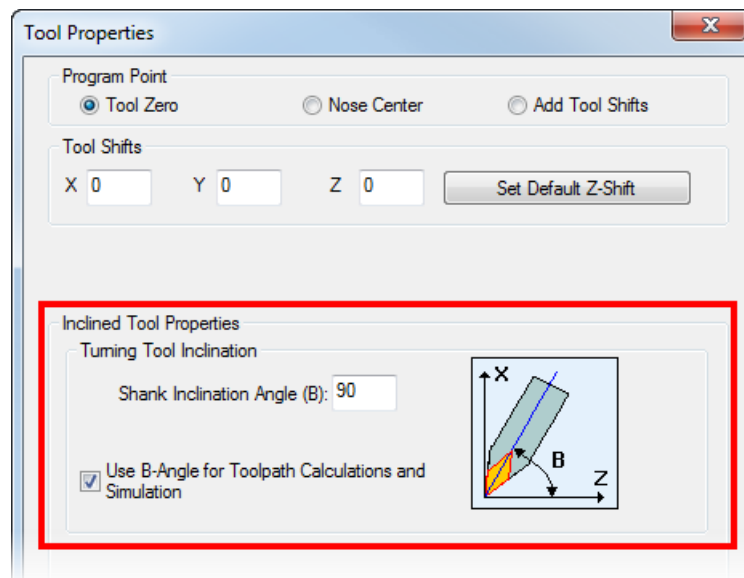 Tool Properties
Program Point
Tool Zero Nose Center Add Tool Shifts
Tool Shifts
X 0 Y 0 Z 0 Set Default Z-Shift
Inclined Tool Properties
Turning Tool Inclination
Shank Inclination Angle (B): 90
Use B-Angle for Toolpath Calculations and
Simulation
X
B
Z